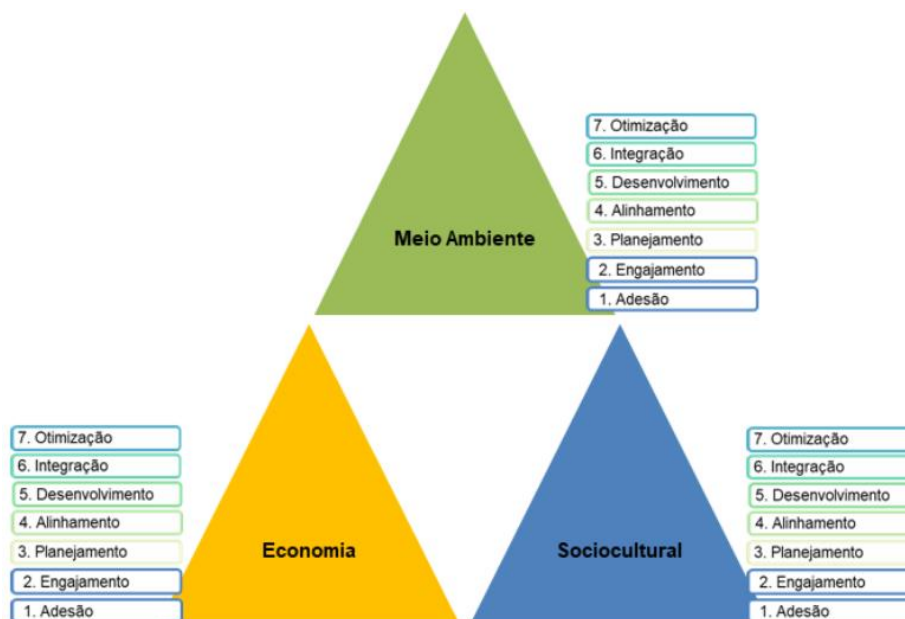 7. Otimização
6. Integração
5. Desenvolvimento
4. Alinhamento
3. Planejamento
2. Engajamento
1. Adesão
Meio Ambiente
7. Otimização
6. Integração
5. Desenvolvimento
4. Alinhamento
3. Planejamento
2. Engajamento
1. Adesão
Economia
Sociocultural
7. Otimização
6. Integração
5. Desenvolvimento
4. Alinhamento
3. Planejamento
2. Engajamento
1. Adesão